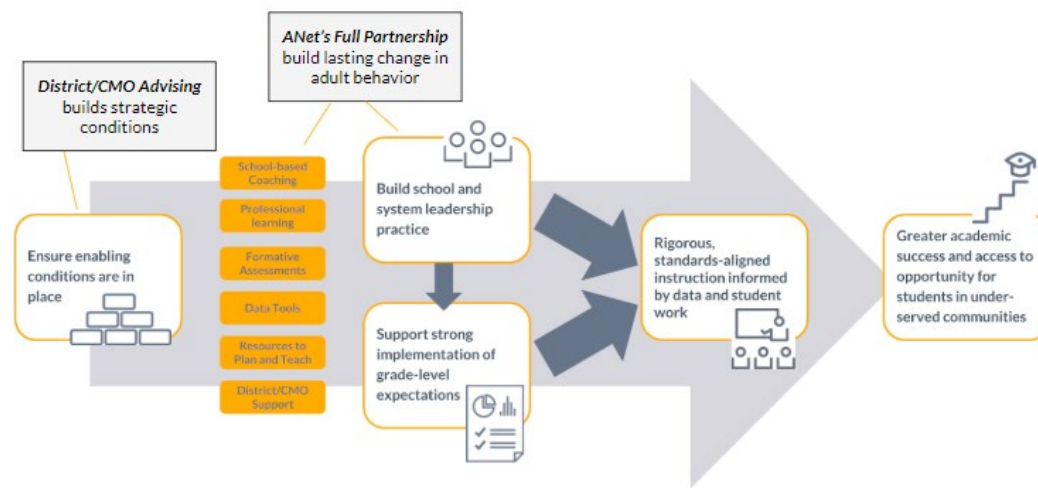 ANet's Full Partnership
build lasting change in
adult behavior
District/CMO Advising
builds strategic
conditions
School-based
Coaching
Professional
learning
Formative
Assessments
Data Tools
Resources to
Plan and Teach
District/CMO
Support
Ensure enabling
conditions are in
place
Build school and
system leadership
practice
Support strong
implementation of
grade-level
expectations
Rigorous,
standards-aligned
instruction informed
by data and student
work
Greater academic
success and access to
opportunity for
students in under-
served communities